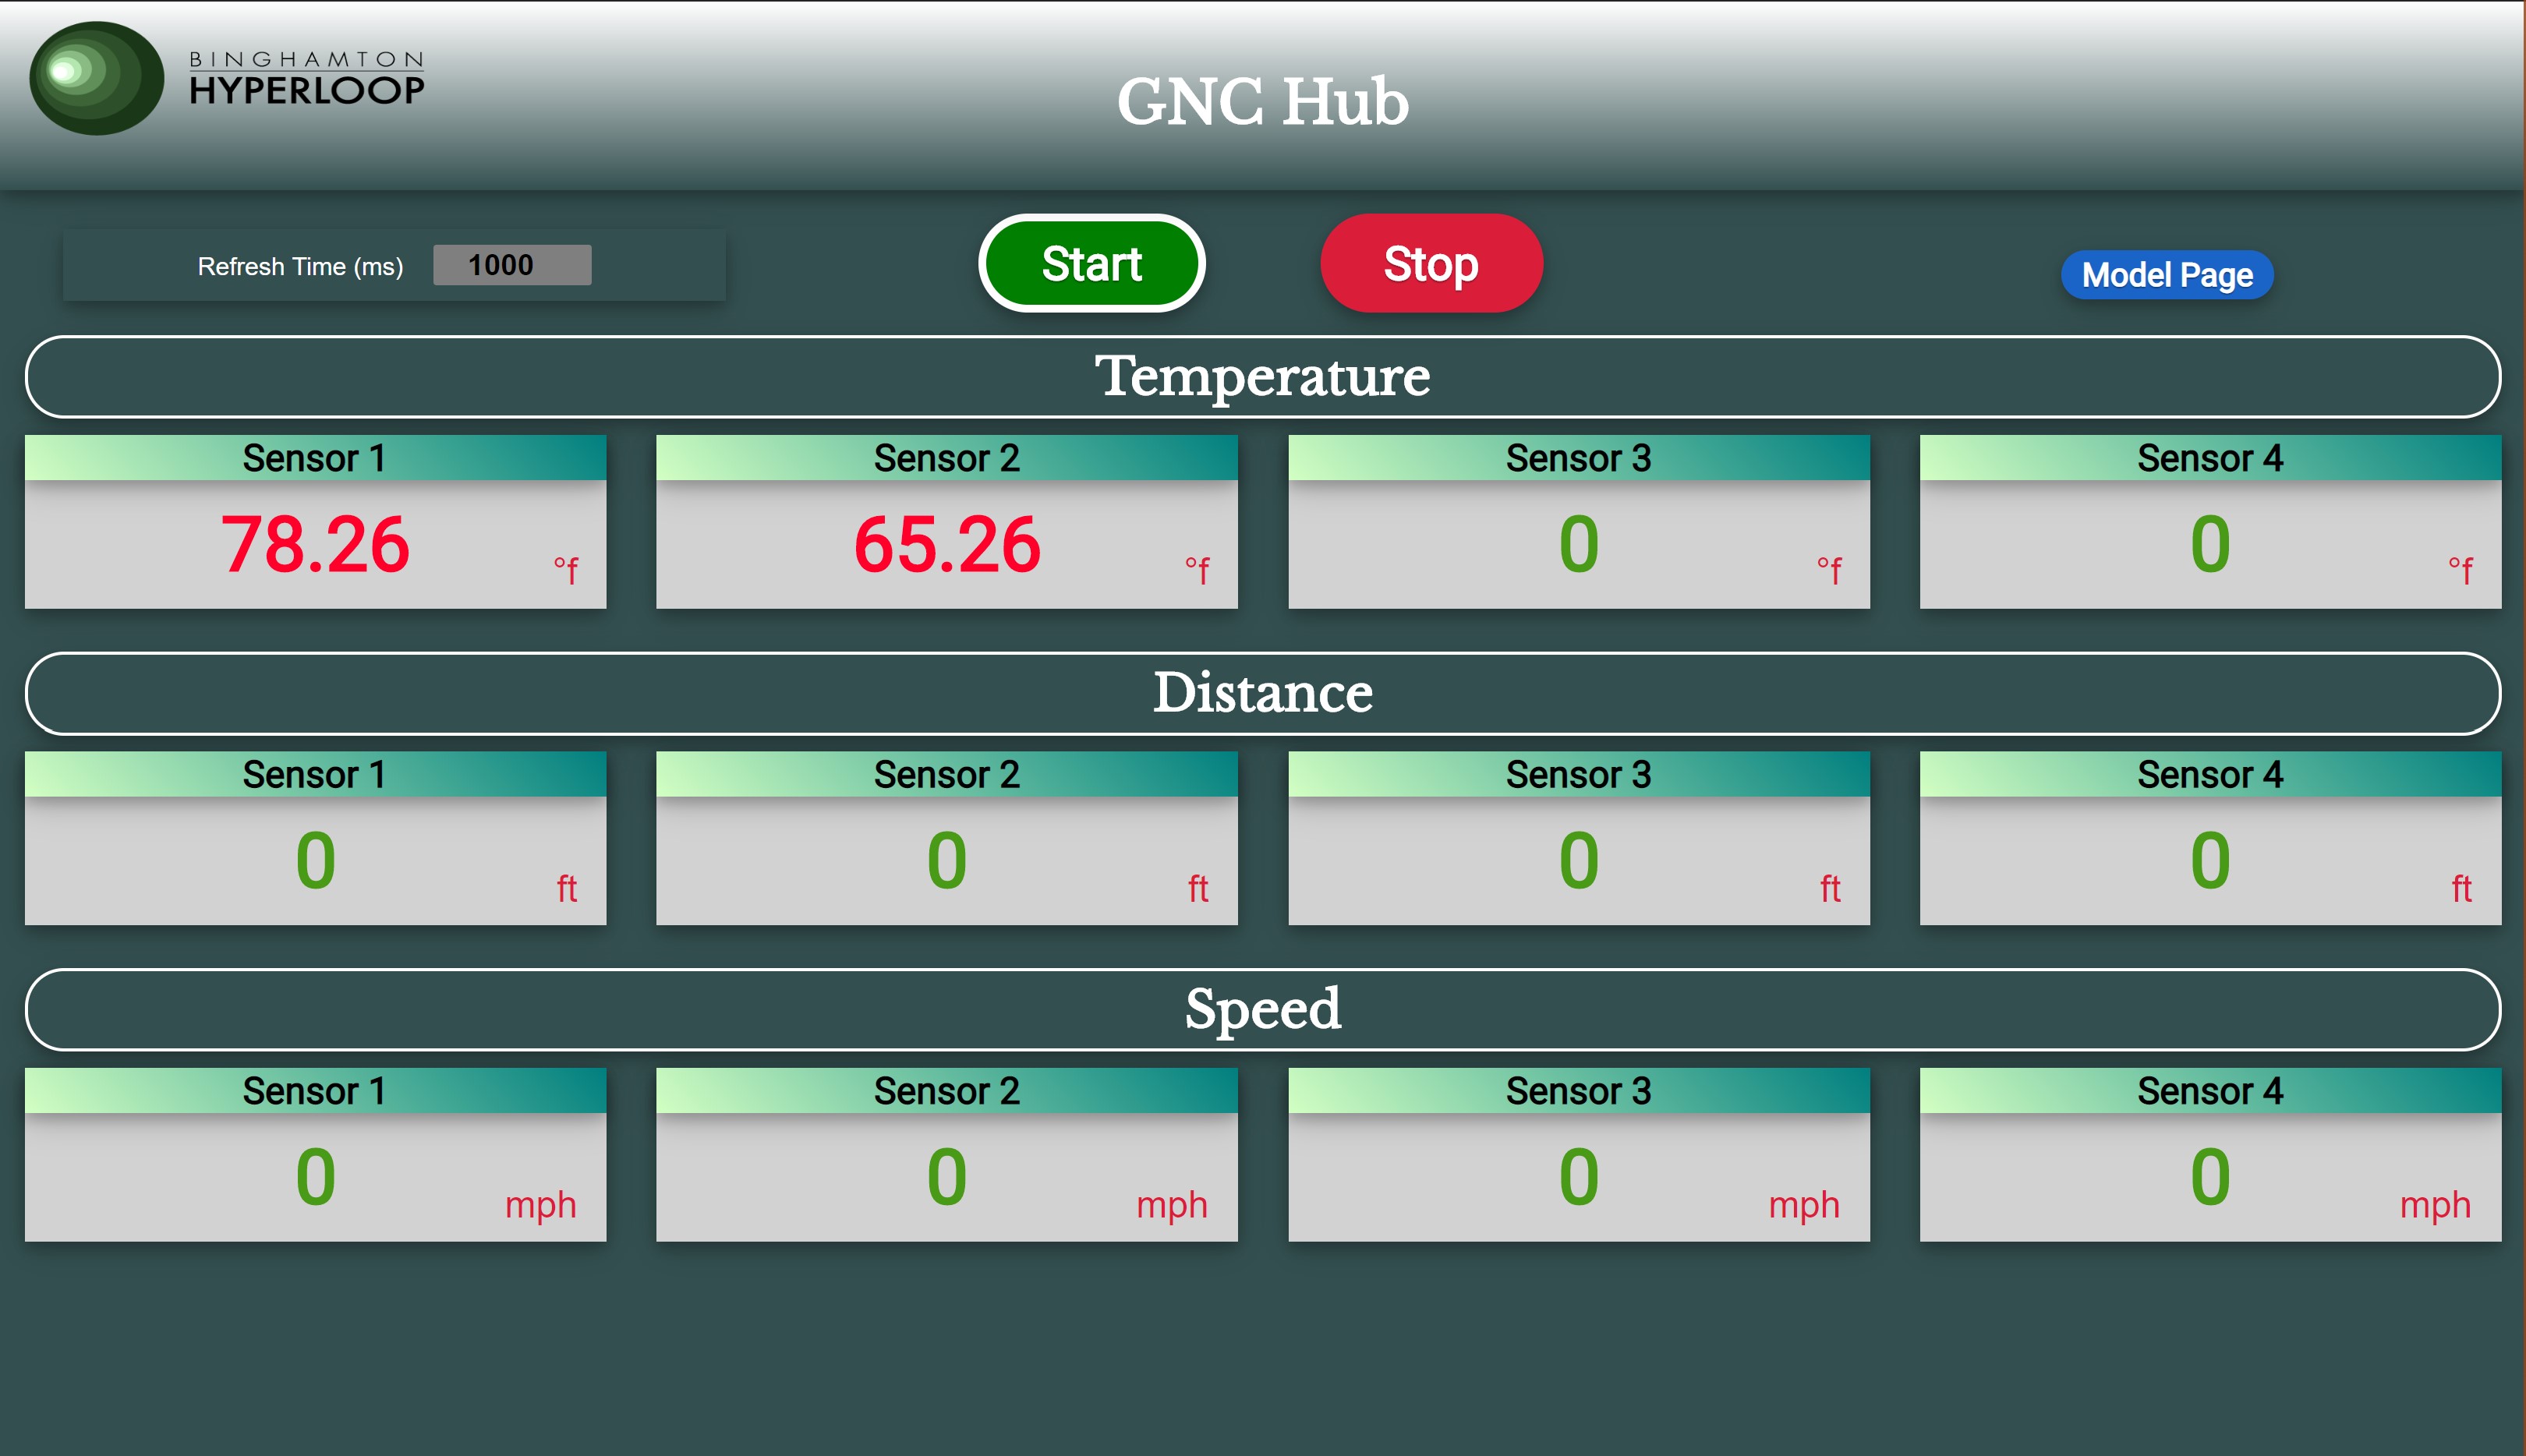 BINGHAMTON
HYPERLOOP
GNC Hub
Refresh Time (ms) 1000
Start
Stop
Model Page
Temperature
Sensor 1
Sensor 2
Sensor 3
Sensor 4
78.26 °f
65.26 °f
0 °f
0 °f
Distance
Sensor 1
Sensor 2
Sensor 3
Sensor 4
0 ft
0 ft
0 ft
0 ft
Speed
Sensor 1
Sensor 2
Sensor 3
Sensor 4
0 mph
0 mph
0 mph
0 mph